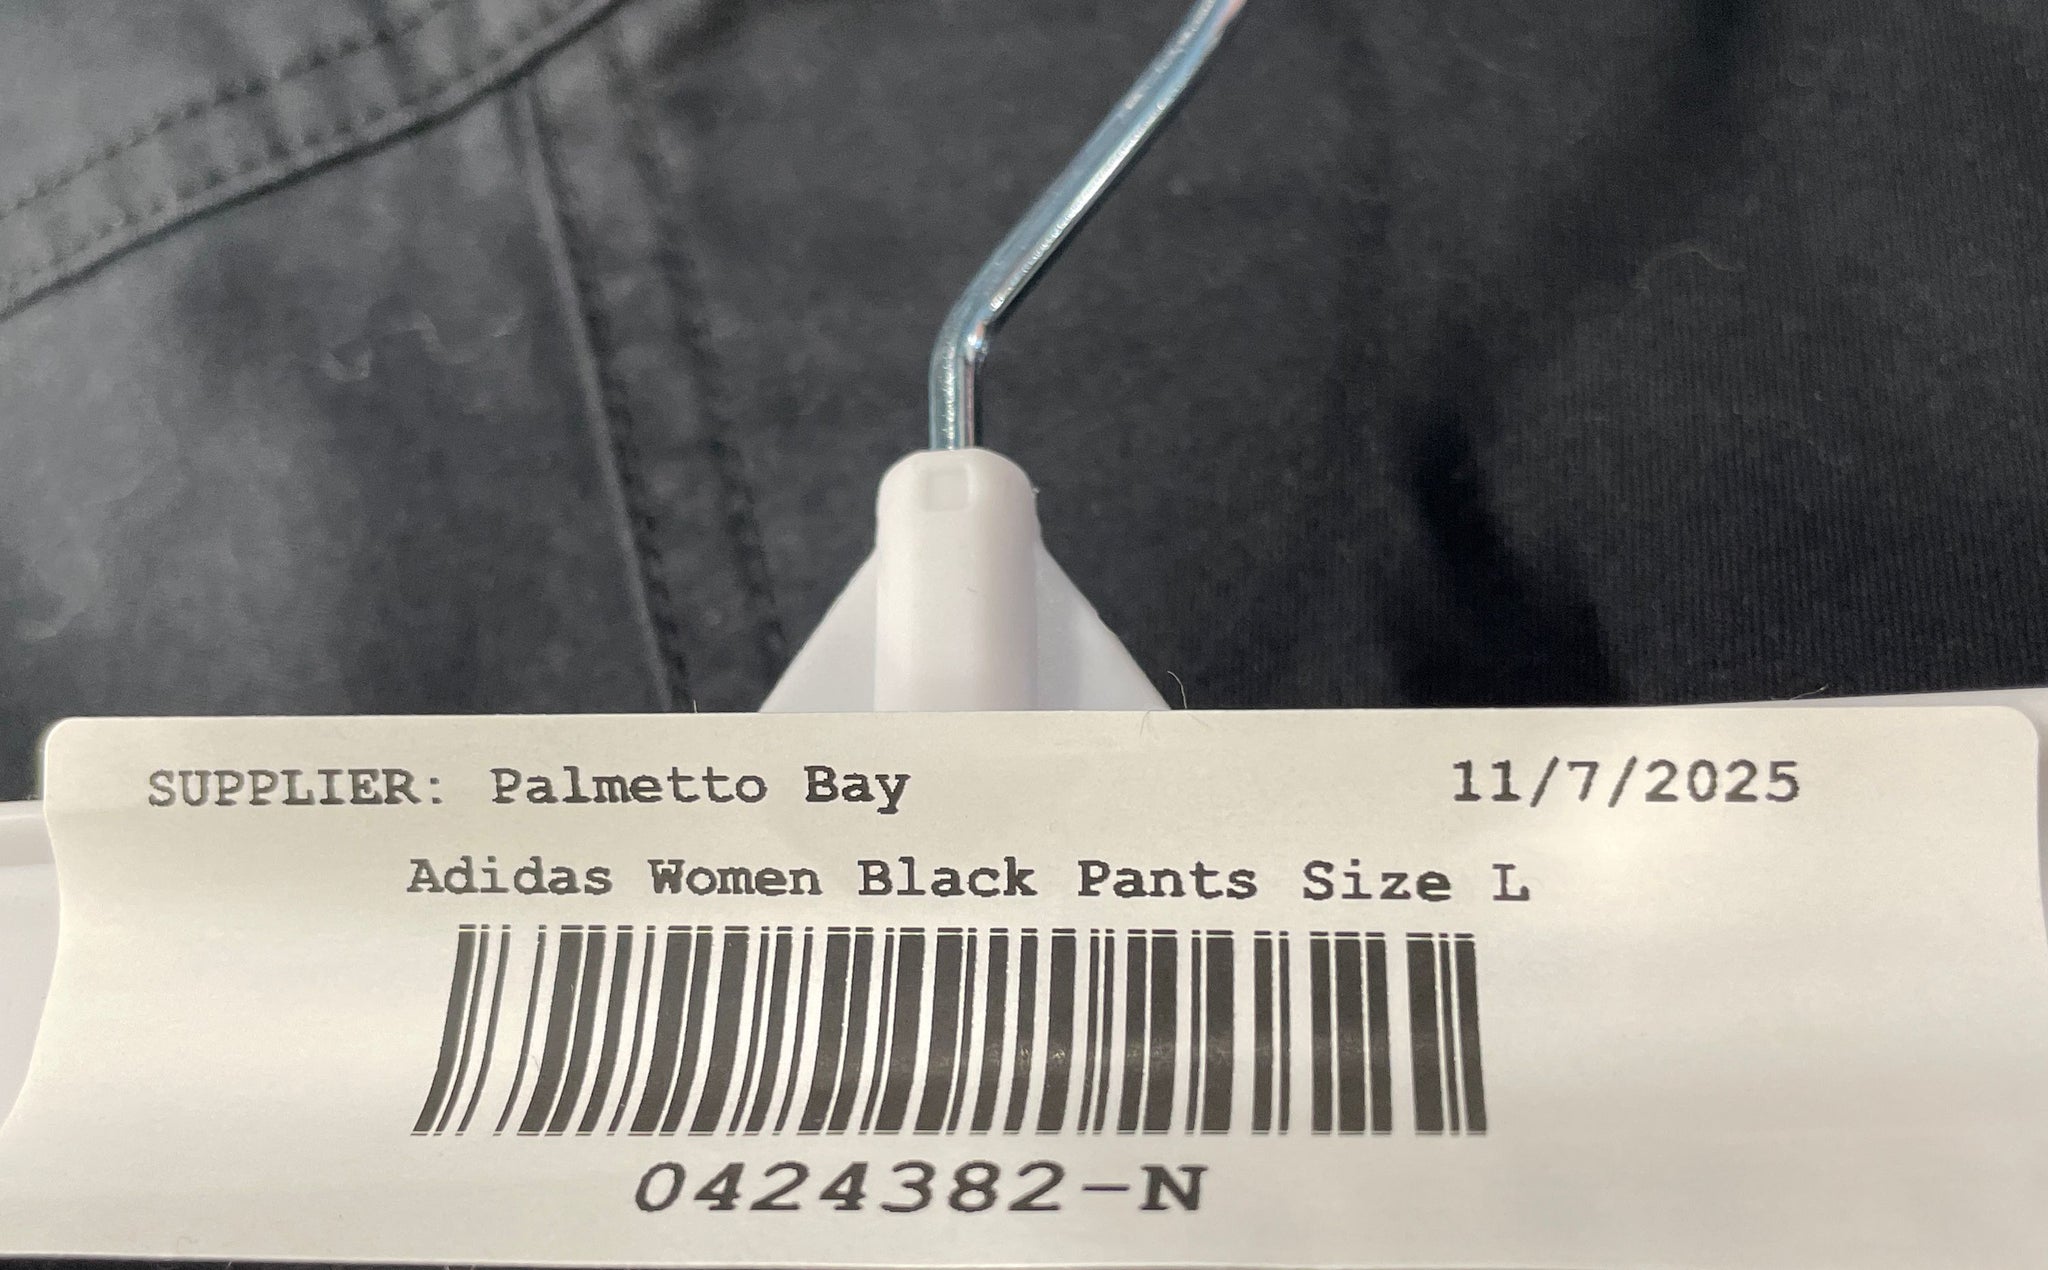 SUPPLIER: Palmetto Bay 11/7/2025
Adidas Women Black Pants Size L
0424382-N